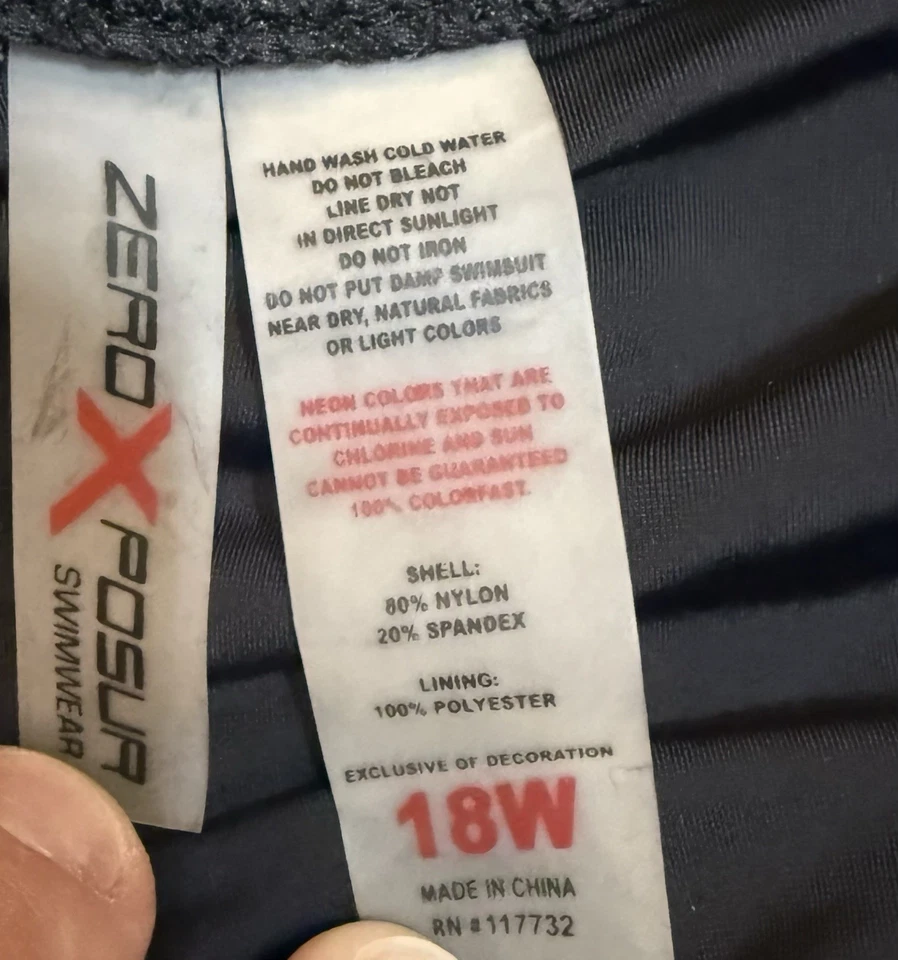 ZEROXPOSUR
SWIMWEAR
HAND WASH COLD WATER
DO NOT BLEACH
LINE DRY NOT
IN DIRECT SUNLIGHT
DO NOT IRON
DO NOT PUT DAMP SWIMSUIT
NEAR DRY, NATURAL FABRICS
OR LIGHT COLORS
NEON COLORS THAT ARE
CONTINUALLY EXPOSED TO
CHLORINE AND SUN
CANNOT BE GUARANTEED
100% COLORFAST.
SHELL:
80% NYLON
20% SPANDEX
LINING:
100% POLYESTER
EXCLUSIVE OF DECORATION
18W
MADE IN CHINA
RN #117732